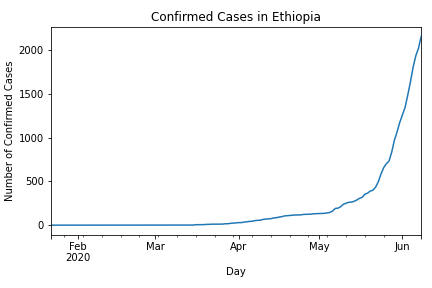 Confirmed Cases in Ethiopia
Number of Confirmed Cases
2000
1500
1000
500
0
Feb
2020
Mar
Apr
May
Jun
Day